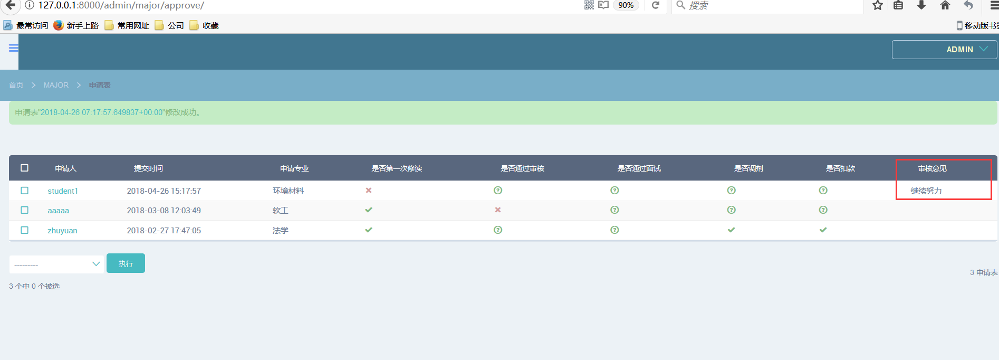 127.0.0.1:8000/admin/major/approve/ 90% 搜索
最常访问 新手上路 常用网址 公司 收藏 移动版书签
ADMIN
首页 > MAJOR > 申请表
申请表"2018-04-26 07:17:57.649837+00:00"修改成功。
申请人 提交时间 申请专业 是否第一次修读 是否通过审核 是否通过面试 是否调剂 是否扣款 审核意见
student1 2018-04-26 15:17:57 环境材料 继续努力
aaaaa 2018-03-08 12:03:49 软工
zhuyuan 2018-02-27 17:47:05 法学
--------- 执行
3 申请表
3 个中 0 个被选